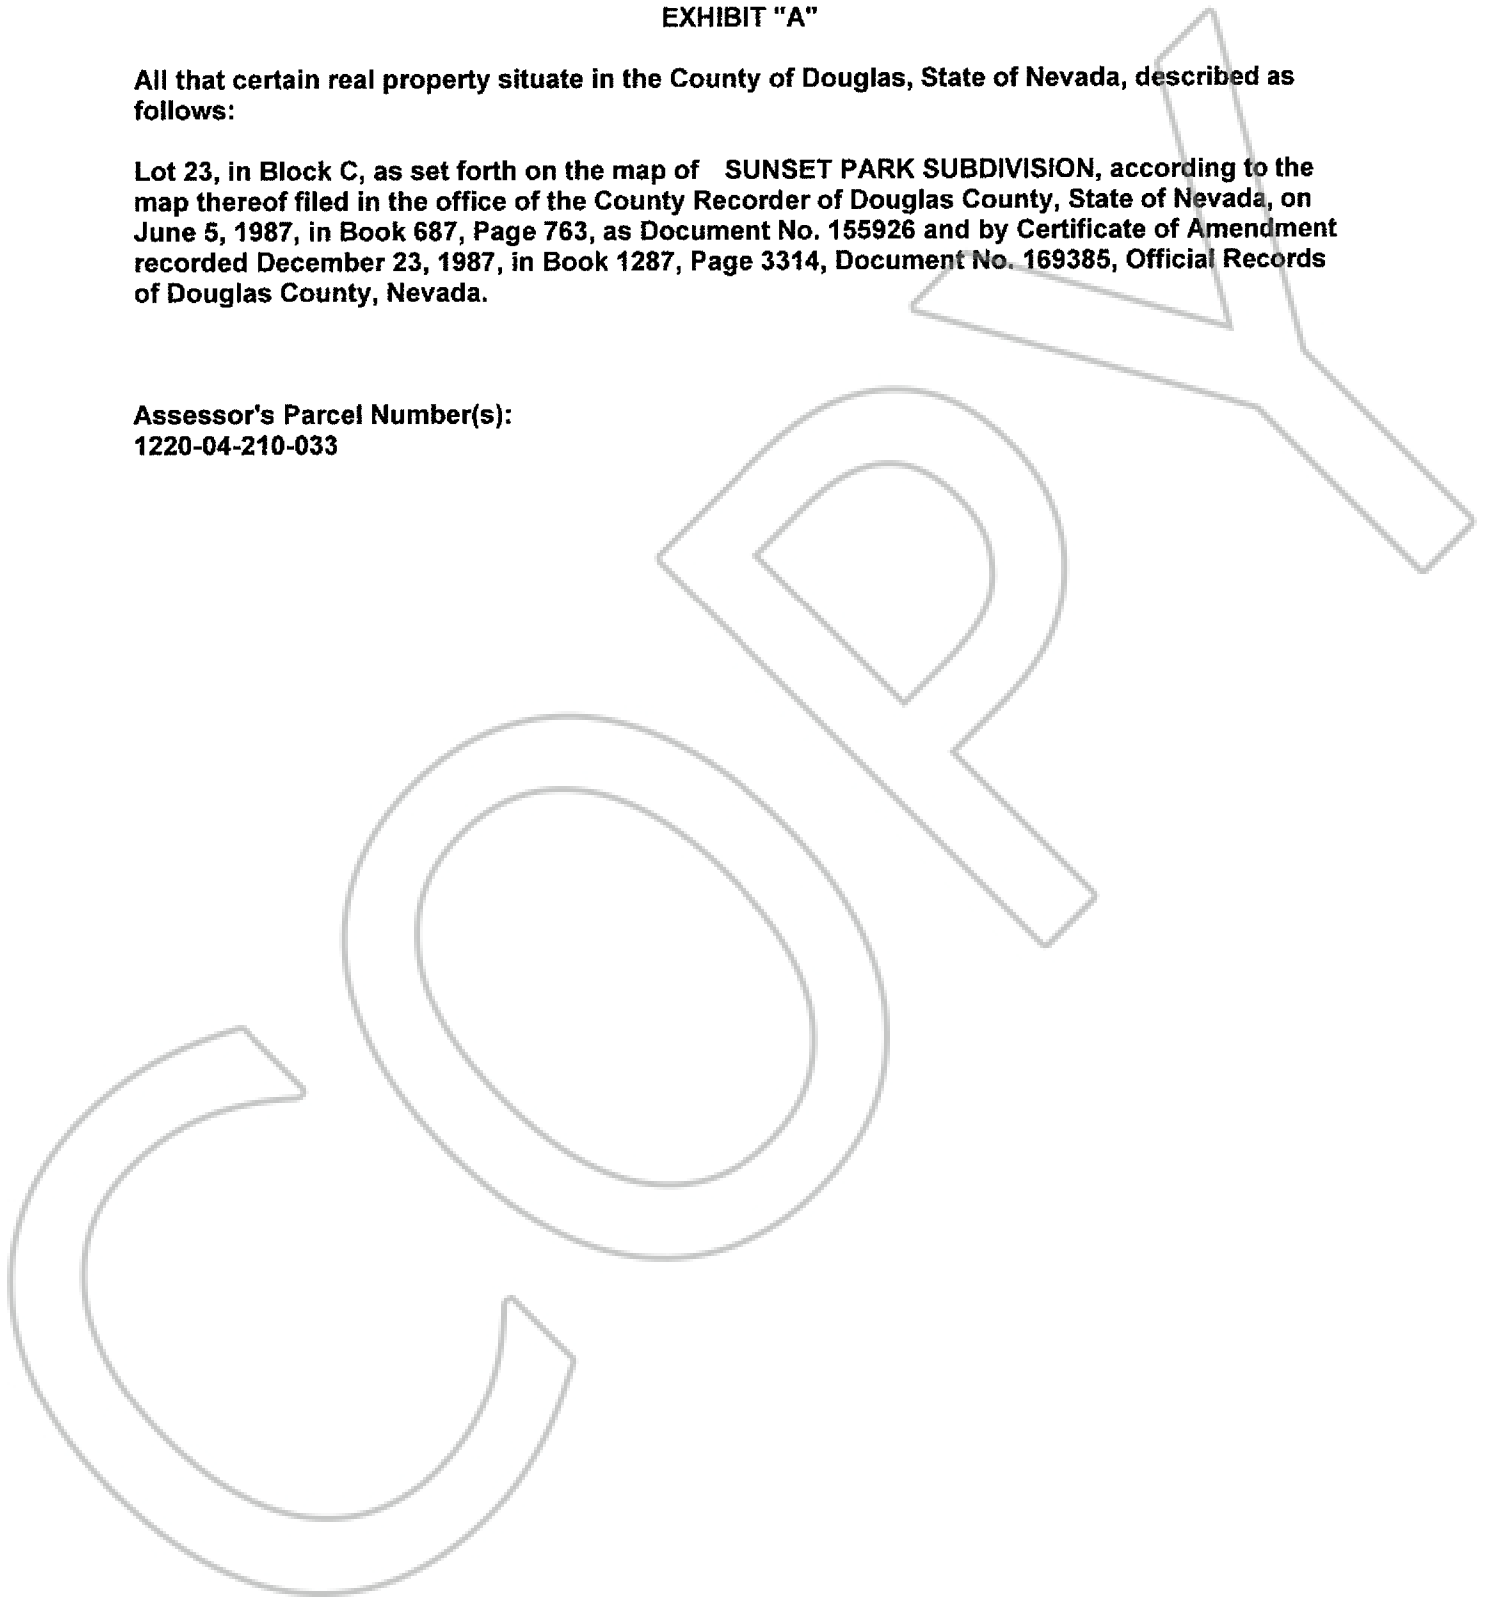 EXHIBIT "A"
All that certain real property situate in the County of Douglas, State of Nevada, described as
follows:
Lot 23, in Block C, as set forth on the map of SUNSET PARK SUBDIVISION, according to the
map thereof filed in the office of the County Recorder of Douglas County, State of Nevada, on
June 5, 1987, in Book 687, Page 763, as Document No. 155926 and by Certificate of Amendment
recorded December 23, 1987, in Book 1287, Page 3314, Document No. 169385, Official Records
of Douglas County, Nevada.
Assessor's Parcel Number(s):
1220-04-210-033
COPY